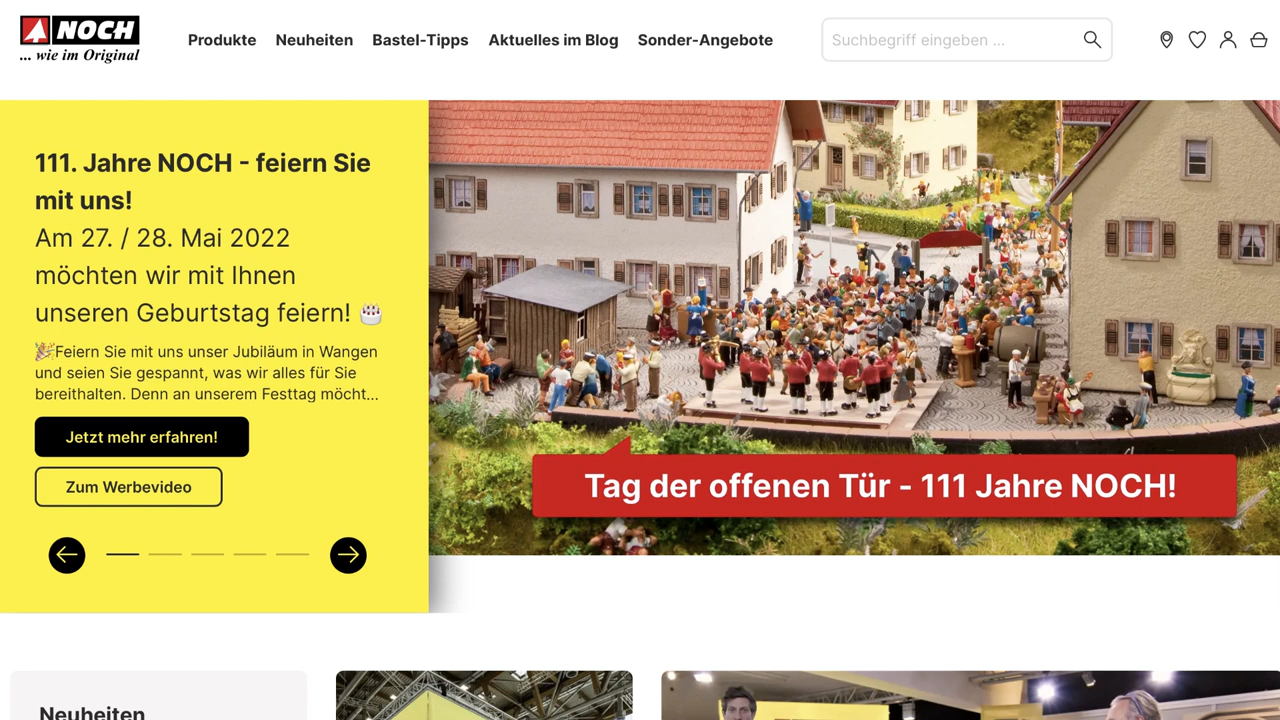 NOCH
... wie im Original
Produkte
Neuheiten
Bastel-Tipps
Aktuelles im Blog
Sonder-Angebote
Suchbegriff eingeben ...
111. Jahre NOCH - feiern Sie
mit uns!
Am 27. / 28. Mai 2022
möchten wir mit Ihnen
unseren Geburtstag feiern! 🎂
🎉Feiern Sie mit uns unser Jubiläum in Wangen
und seien Sie gespannt, was wir alles für Sie
bereithalten. Denn an unserem Festtag möcht...
Jetzt mehr erfahren!
Zum Werbevideo
Tag der offenen Tür - 111 Jahre NOCH!
Neuheiten